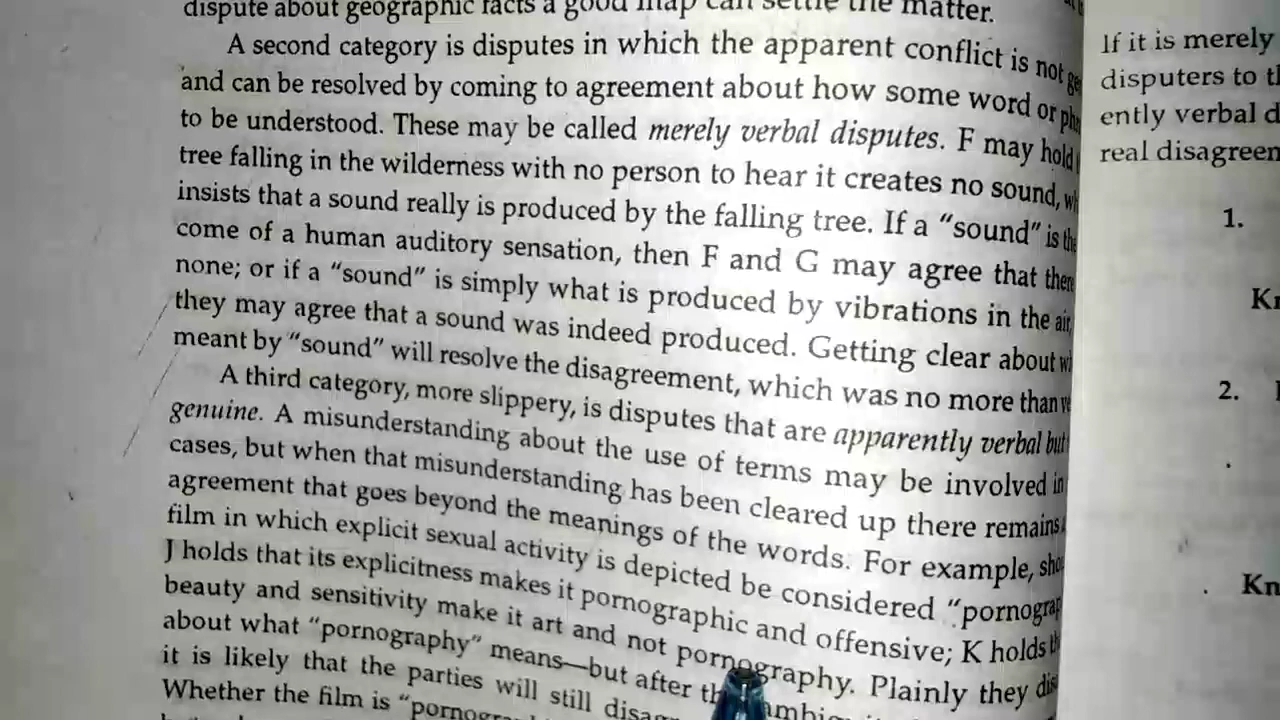 dispute about geographic facts a good map can settle the matter.
A second category is disputes in which the apparent conflict is not
and can be resolved by coming to agreement about how some word or
to be understood. These may be called merely verbal disputes. F may hold
tree falling in the wilderness with no person to hear it creates no sound,
insists that a sound really is produced by the falling tree. If a “sound” is
come of a human auditory sensation, then F and G may agree that
none; or if a “sound” is simply what is produced by vibrations in the air,
they may agree that a sound was indeed produced. Getting clear about
meant by “sound” will resolve the disagreement, which was no more than
A third category, more slippery, is disputes that are apparently verbal but
genuine. A misunderstanding about the use of terms may be involved in
cases, but when that misunderstanding has been cleared up there remains
agreement that goes beyond the meanings of the words. For example,
film in which explicit sexual activity is depicted be considered
J holds that its explicitness makes it pornographic and offensive; K holds
beauty and sensitivity make it art and not pornography. Plainly they
about what “pornography” means—but after
it is likely that the parties will still
Whether the film is
If it is merely
disputers to
ently verbal
real
1.
2.